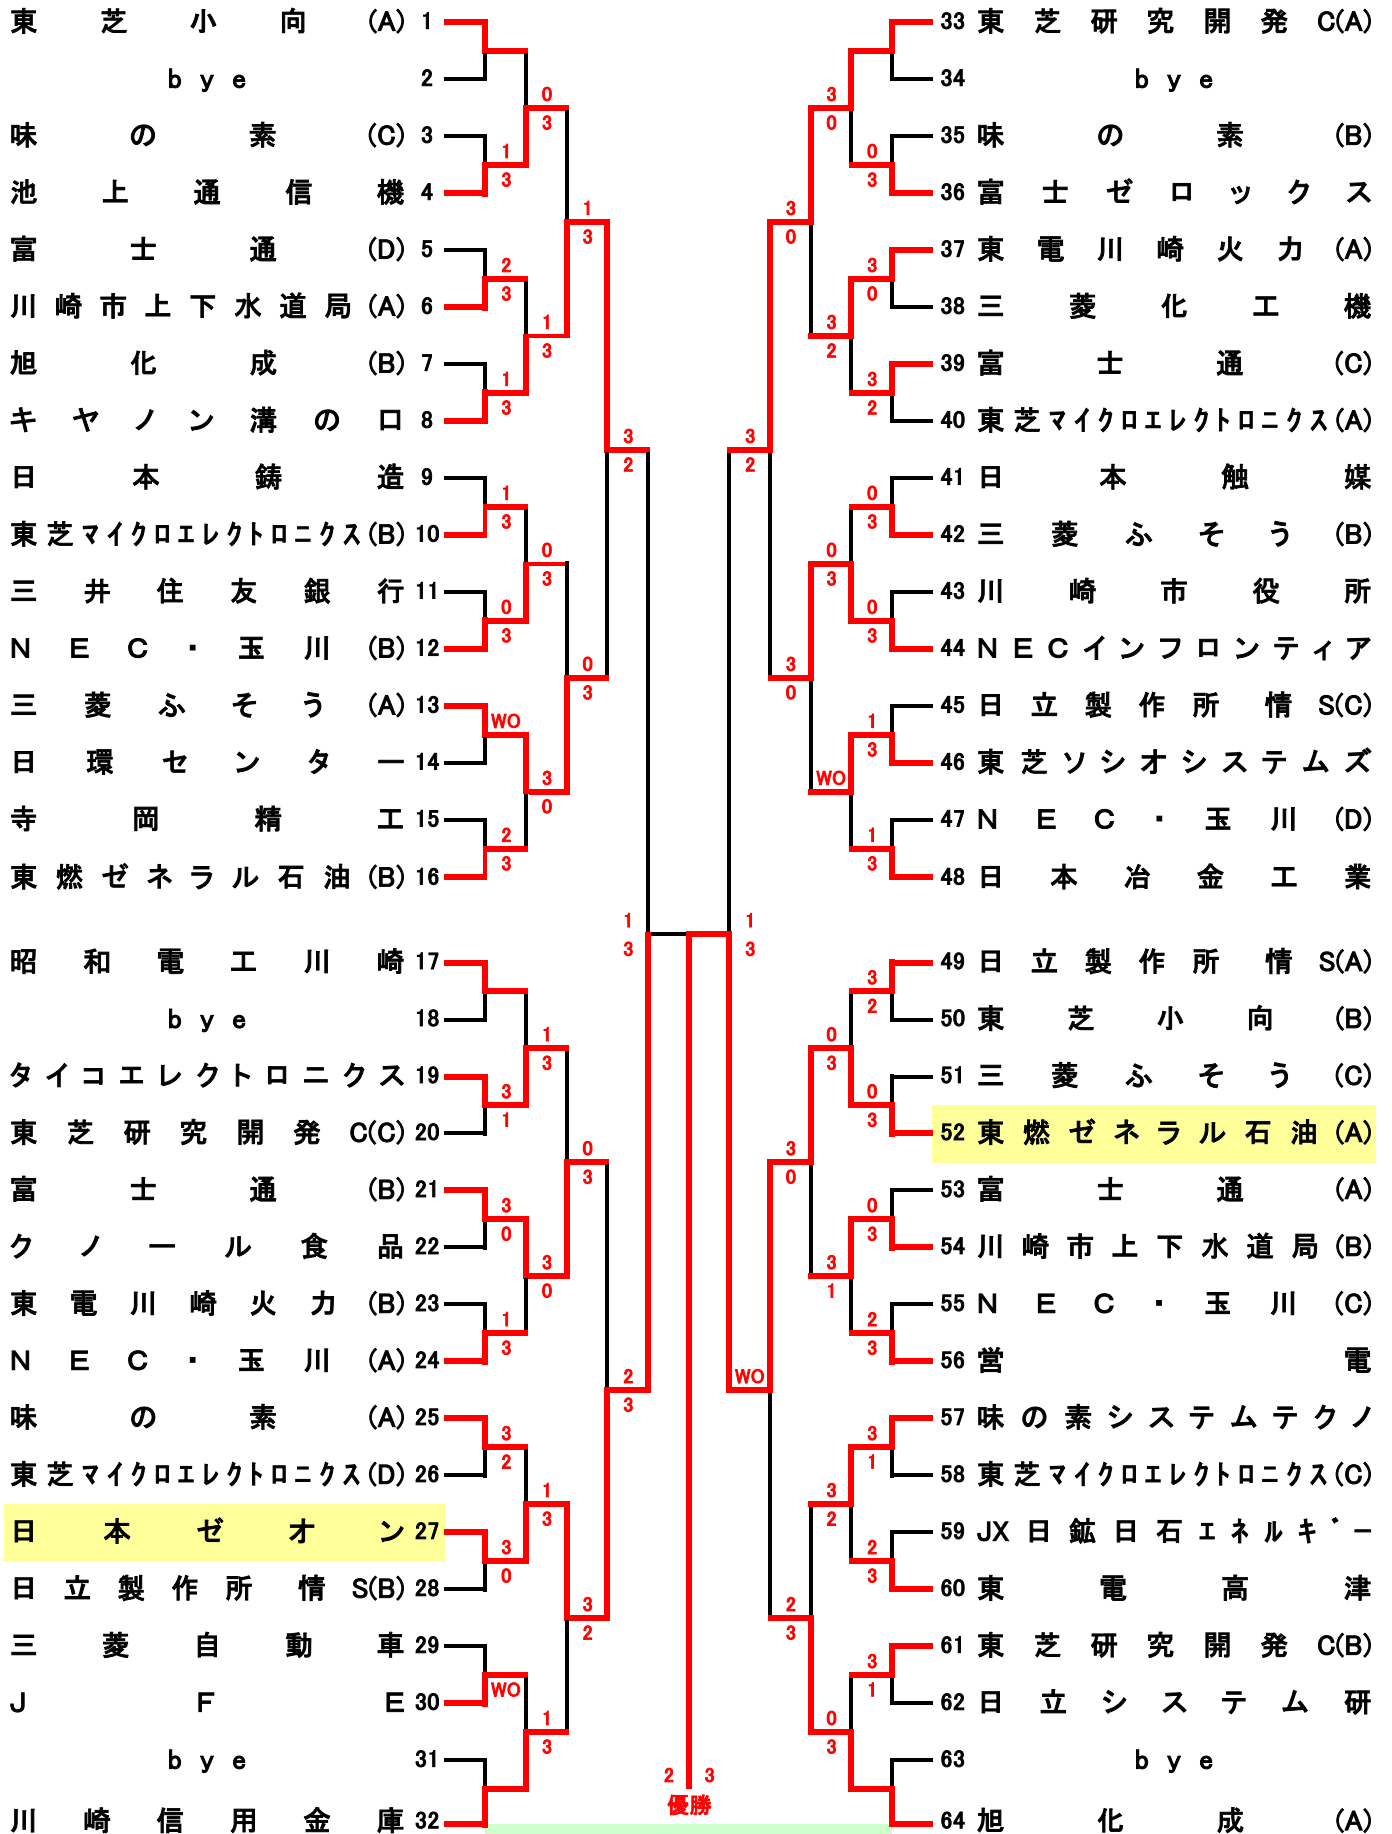 東芝小向(A) 1
bye 2
味の素(C) 3
池上通信機 4
富士通(D) 5
川崎市上下水道局(A) 6
旭化成(B) 7
キヤノン溝の口 8
日本鋳造 9
東芝マイクロエレクトロニクス(B) 10
三井住友銀行 11
NEC・玉川(B) 12
三菱ふそう(A) 13
日環センター 14
寺岡精工 15
東燃ゼネラル石油(B) 16
昭和電工川崎 17
bye 18
タイコエレクトロニクス 19
東芝研究開発C(C) 20
富士通(B) 21
クノール食品 22
東電川崎火力(B) 23
NEC・玉川(A) 24
味の素(A) 25
東芝マイクロエレクトロニクス(D) 26
日本ゼオン 27
日立製作所 情S(B) 28
三菱自動車 29
JFE 30
bye 31
川崎信用金庫 32
1 3
2 3
1 3
1 3
0 3
WO
2 3
3 1
3 0
1 3
3 2
3 0
WO
0 3
1 3
0 3
3 0
1 3
3 0
1 3
1 3
1 3
0 3
0 3
3 2
3 2
2 3
1 3
2 3
優勝
1 3
3 2
WO
3 0
3 0
3 0
2 3
3 0
3 2
0 3
WO
0 3
3 1
3 2
0 3
0 3
3 0
3 2
0 3
0 3
1 3
1 3
3 2
0 3
0 3
2 3
3 1
2 3
3 1
33 東芝研究開発C(A)
34 bye
35 味の素(B)
36 富士ゼロックス
37 東電川崎火力(A)
38 三菱化工機
39 富士通(C)
40 東芝マイクロエレクトロニクス(A)
41 日本触媒
42 三菱ふそう(B)
43 川崎市役所
44 NECインフロンティア
45 日立製作所 情S(C)
46 東芝ソシオシステムズ
47 NEC・玉川(D)
48 日本冶金工業
49 日立製作所 情S(A)
50 東芝小向(B)
51 三菱ふそう(C)
52 東燃ゼネラル石油(A)
53 富士通(A)
54 川崎市上下水道局(B)
55 NEC・玉川(C)
56 営電
57 味の素システムテクノ
58 東芝マイクロエレクトロニクス(C)
59 JX日鉱日石エネルギー
60 東電高津
61 東芝研究開発C(B)
62 日立システム研
63 bye
64 旭化成(A)